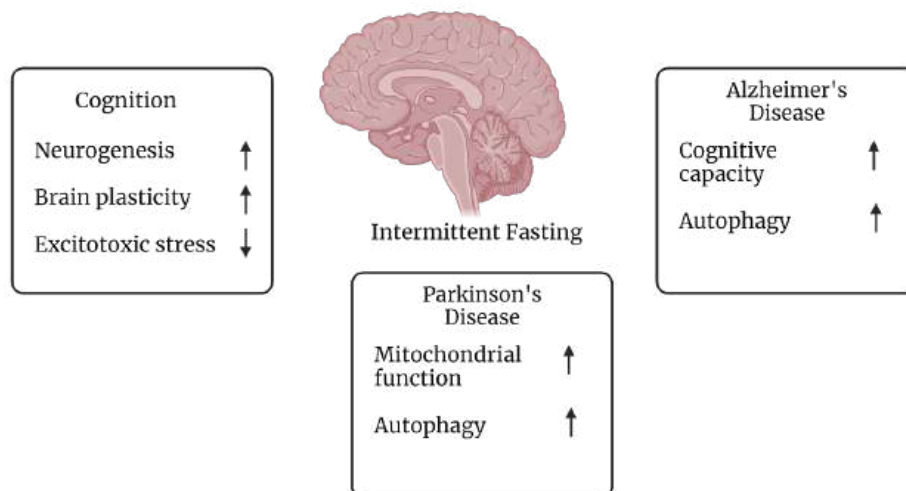 Cognition
Neurogenesis ↑
Brain plasticity ↑
Excitotoxic stress ↓
Intermittent Fasting
Alzheimer's
Disease
Cognitive
capacity ↑
Autophagy ↑
Parkinson's
Disease
Mitochondrial
function ↑
Autophagy ↑